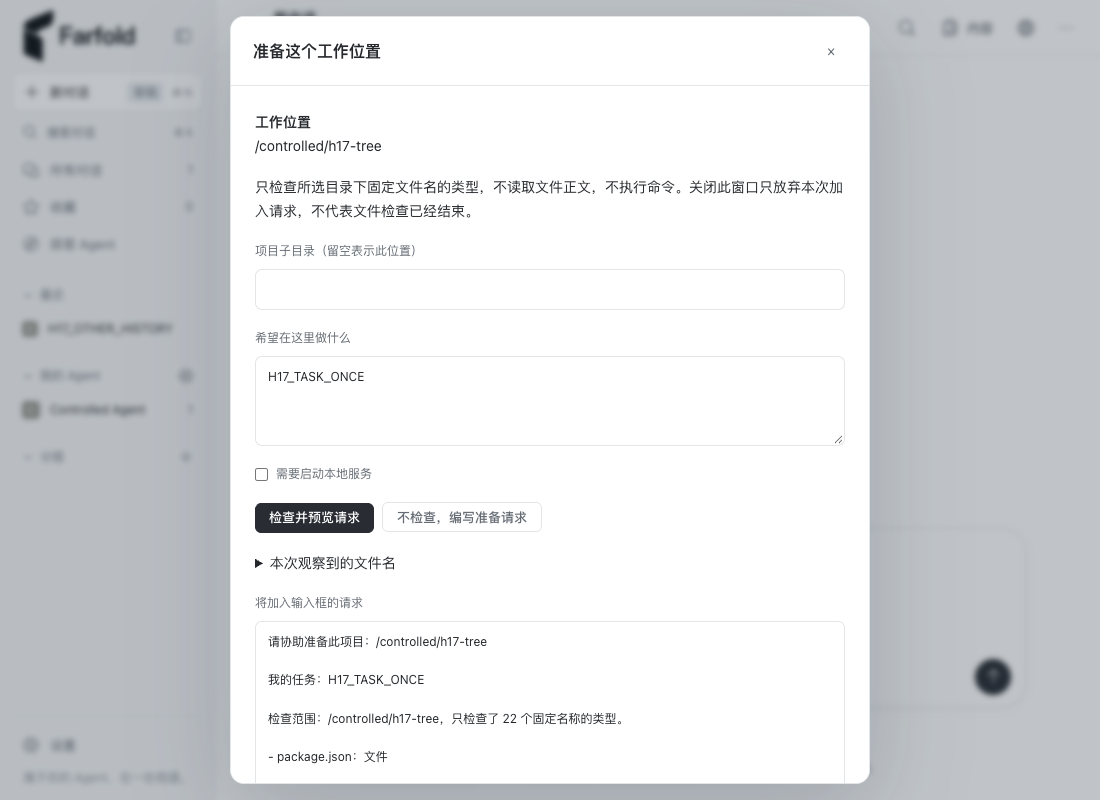 Farfold
准备这个工作位置
×
工作位置
/controlled/h17-tree
只检查所选目录下固定文件名的类型，不读取文件正文，不执行命令。关闭此窗口只放弃本次加
入请求，不代表文件检查已经结束。
项目子目录（留空表示此位置）
希望在这里做什么
H17_TASK_ONCE
需要启动本地服务
检查并预览请求
不检查，编写准备请求
本次观察到的文件名
将加入输入框的请求
请协助准备此项目：/controlled/h17-tree
我的任务：H17_TASK_ONCE
检查范围：/controlled/h17-tree，只检查了 22 个固定名称的类型。
- package.json：文件
H17_OTHER_HISTORY
我的 Agent
Controlled Agent
设置